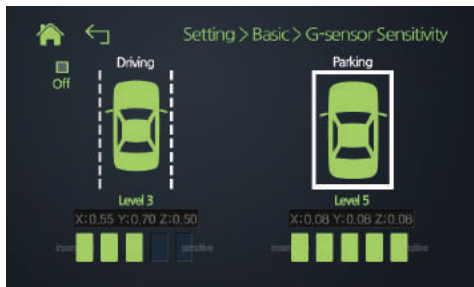 Setting > Basic > G-sensor Sensitivity
Off
Driving
Parking
Level 3
Level 5
X:0.55 Y:0.70 Z:0.50
X:0.08 Y:0.08 Z:0.08
sensitive